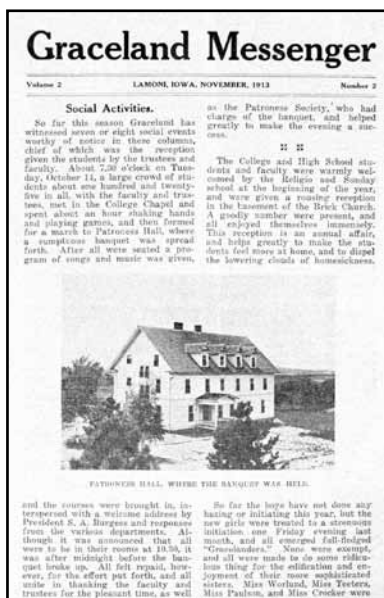 Graceland Messenger
Volume 2 LAMONI, IOWA, NOVEMBER, 1913 Number 2
Social Activities.
So far this season Graceland has
witnessed seven or eight social events
worthy of notice in these columns,
chief of which was the reception
given the students by the trustees and
faculty. About 7.30 o'clock on Tues-
day, October 14, a large crowd of stu-
dents about one hundred and twenty-
five in all, with the faculty and trus-
tees, met in the College Chapel and
spent about an hour shaking hands
and playing games, and then formed
for a march to Patroness Hall, where
a sumptuous banquet was spread
forth. After all were seated a pro-
gram of songs and music was given,
as the Patroness Society, who had
charge of the banquet, and helped
greatly to make the evening a suc-
cess.
The College and High School stu-
dents and faculty were warmly wel-
comed by the Religio and Sunday
school at the beginning of the year,
and were given a rousing reception
in the basement of the Brick Church.
A goodly number were present, and
all enjoyed themselves immensely.
This reception is an annual affair,
and helps greatly to make the stu-
dents feel more at home, and to dispel
the lowering clouds of homesickness.
PATRONESS HALL, WHERE THE BANQUET WAS HELD.
and the courses were brought in, in-
terspersed with a welcome address by
President S. A. Burgess and responses
from the various departments. Al-
though it was announced that all
were to be in their rooms at 10.30, it
was after midnight before the ban-
quet broke up. All felt repaid, how-
ever, for the effort put forth, and all
unite in thanking the faculty and
trustees for the pleasant time, as well
So far the boys have not done any
hazing or initiating this year, but the
new girls were treated to a strenuous
initiation one Friday evening last
month, and all emerged full-fledged
"Gracelanders." None were exempt,
and all were made to do some ridicu-
lous thing for the edification and en-
joyment of their more sophisticated
sisters. Miss Worland, Miss Teeters,
Miss Paulson, and Miss Crocker were